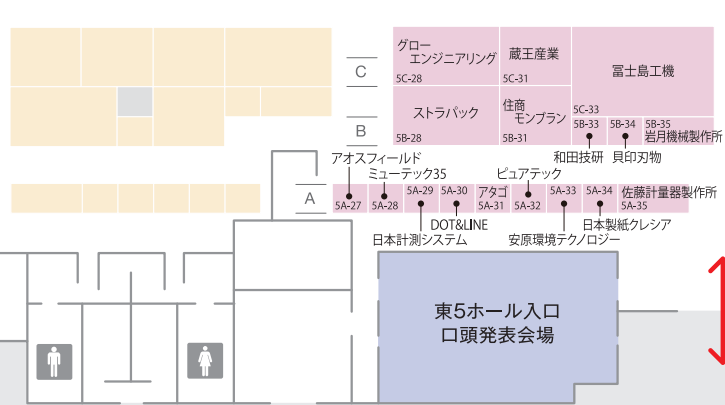 グロー
エンジニアリング
5C-28
蔵王産業
5C-31
冨士島工機
5C-33
C
ストラパック
5B-28
住商
モンブラン
5B-31
5B-33
5B-34
5B-35
岩月機械製作所
B
和田技研
貝印刃物
アオスフィールド
ミューテック35
ピュアテック
A
5A-27
5A-28
5A-29
5A-30
アタゴ
5A-31
5A-32
5A-33
5A-34
佐藤計量器製作所
5A-35
DOT&LINE
日本製紙クレシア
日本計測システム
安原環境テクノロジー
東5ホール入口
口頭発表会場